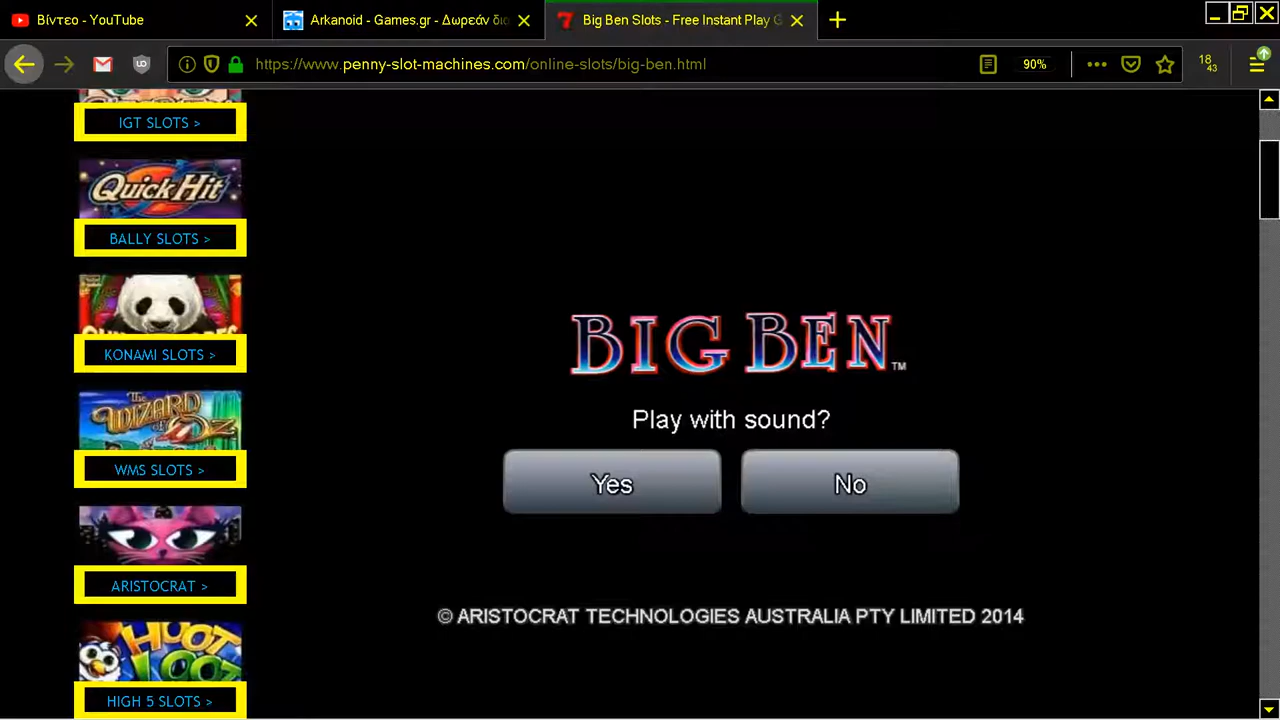 Βίντεο - YouTube
Arkanoid - Games.gr - Δωρεάν δια
Big Ben Slots - Free Instant Play G
https://www.penny-slot-machines.com/online-slots/big-ben.html
90%
18
43
IGT SLOTS >
Quick Hit
BALLY SLOTS >
KONAMI SLOTS >
THE WIZARD OF OZ
WMS SLOTS >
ARISTOCRAT >
HOOT LOOT
HIGH 5 SLOTS >
BIG BEN™
Play with sound?
Yes
No
© ARISTOCRAT TECHNOLOGIES AUSTRALIA PTY LIMITED 2014